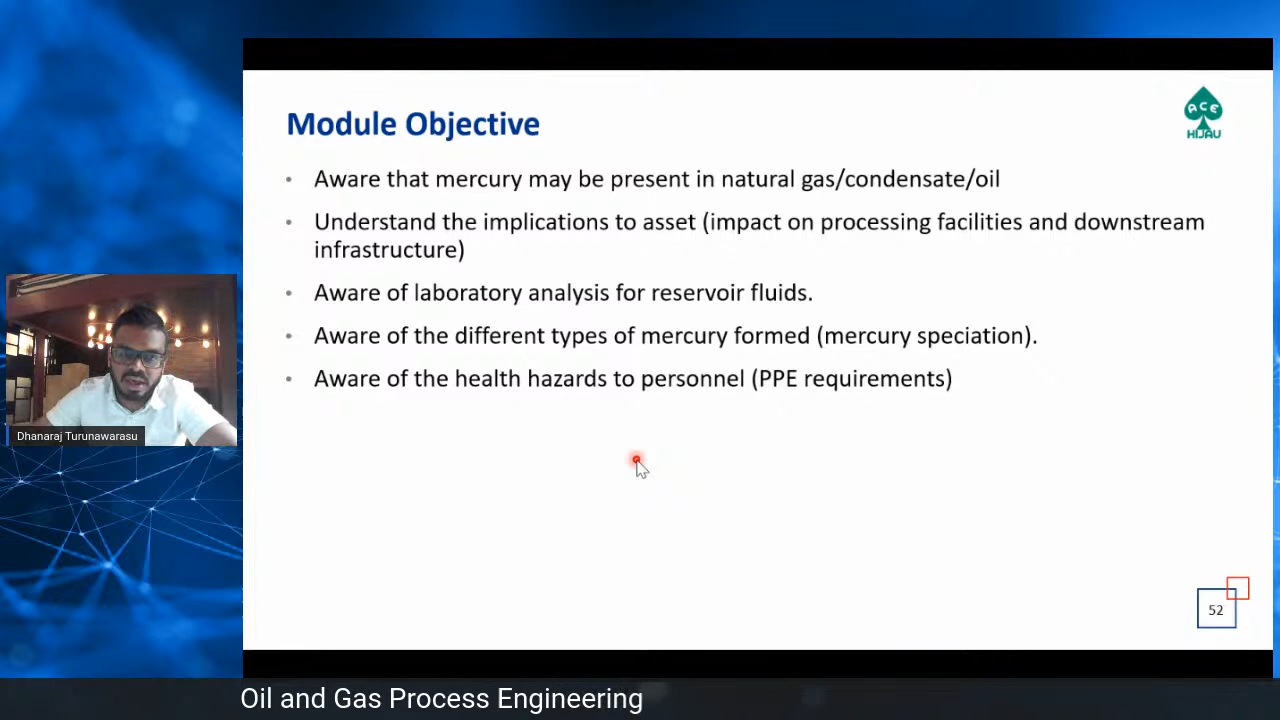 Module Objective
ACE
HIJAU
• Aware that mercury may be present in natural gas/condensate/oil
• Understand the implications to asset (impact on processing facilities and downstream
infrastructure)
• Aware of laboratory analysis for reservoir fluids.
• Aware of the different types of mercury formed (mercury speciation).
• Aware of the health hazards to personnel (PPE requirements)
Dhanaraj Turunawarasu
52
Oil and Gas Process Engineering